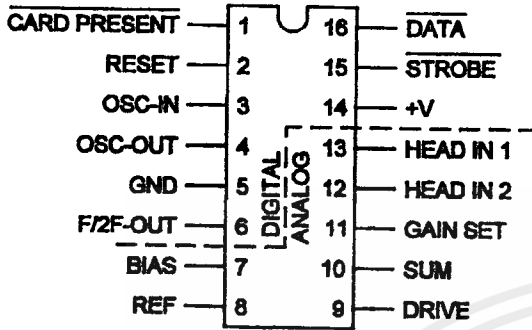 CARD PRESENT 1 16 DATA
RESET 2 15 STROBE
OSC-IN 3 14 +V
OSC-OUT 4 13 HEAD IN 1
GND 5 12 HEAD IN 2
F/2F-OUT 6 11 GAIN SET
BIAS 7 10 SUM
REF 8 9 DRIVE
DIGITAL
ANALOG